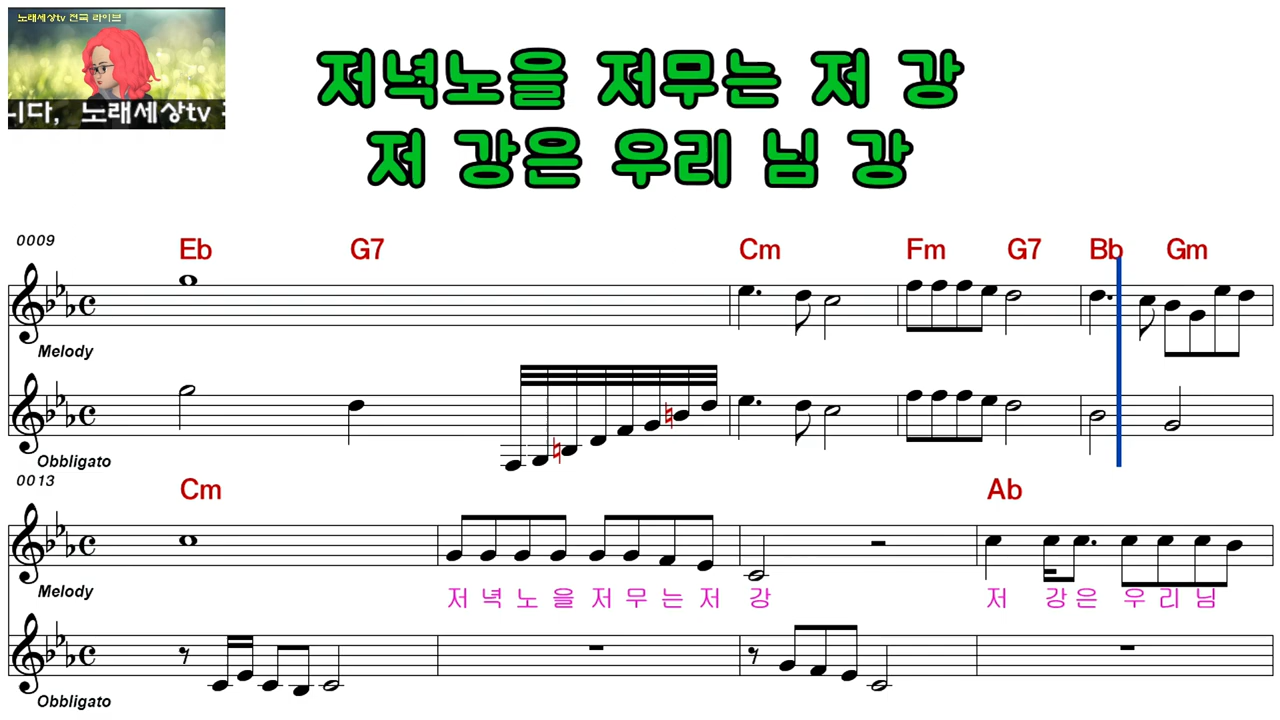 노래세상tv 전국 라이브
니다, 노래세상tv
저녁노을 저무는 저 강
저 강은 우리 님 강
0009
Eb G7 Cm Fm G7 Bb Gm
Melody
Obbligato
0013
Cm Ab
Melody
저 녁 노 을 저 무 는 저 강 저 강 은 우 리 님
Obbligato